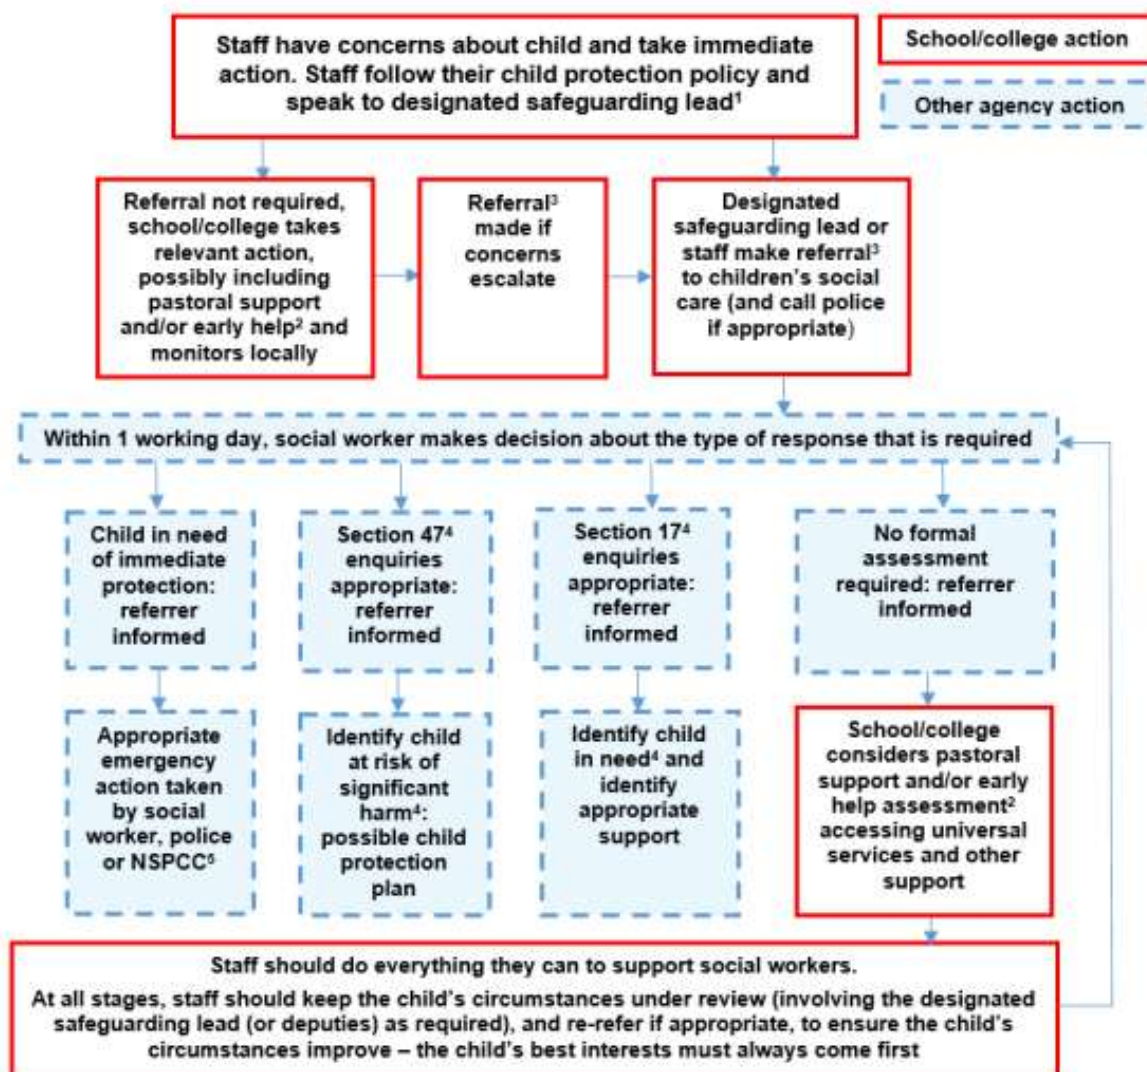 Staff have concerns about child and take immediate
action. Staff follow their child protection policy and
speak to designated safeguarding lead¹
School/college action
Other agency action
Referral not required,
school/college takes
relevant action,
possibly including
pastoral support
and/or early help² and
monitors locally
Referral³
made if
concerns
escalate
Designated
safeguarding lead or
staff make referral³
to children's social
care (and call police
if appropriate)
Within 1 working day, social worker makes decision about the type of response that is required
Child in need
of immediate
protection:
referrer
informed
Section 47⁴
enquiries
appropriate:
referrer
informed
Section 17⁴
enquiries
appropriate:
referrer
informed
No formal
assessment
required: referrer
informed
Appropriate
emergency
action taken
by social
worker, police
or NSPCC⁵
Identify child
at risk of
significant
harm⁴:
possible child
protection
plan
Identify child
in need⁴ and
identify
appropriate
support
School/college
considers pastoral
support and/or early
help assessment²
accessing universal
services and other
support
Staff should do everything they can to support social workers.
At all stages, staff should keep the child's circumstances under review (involving the designated
safeguarding lead (or deputies) as required), and re-refer if appropriate, to ensure the child's
circumstances improve – the child's best interests must always come first